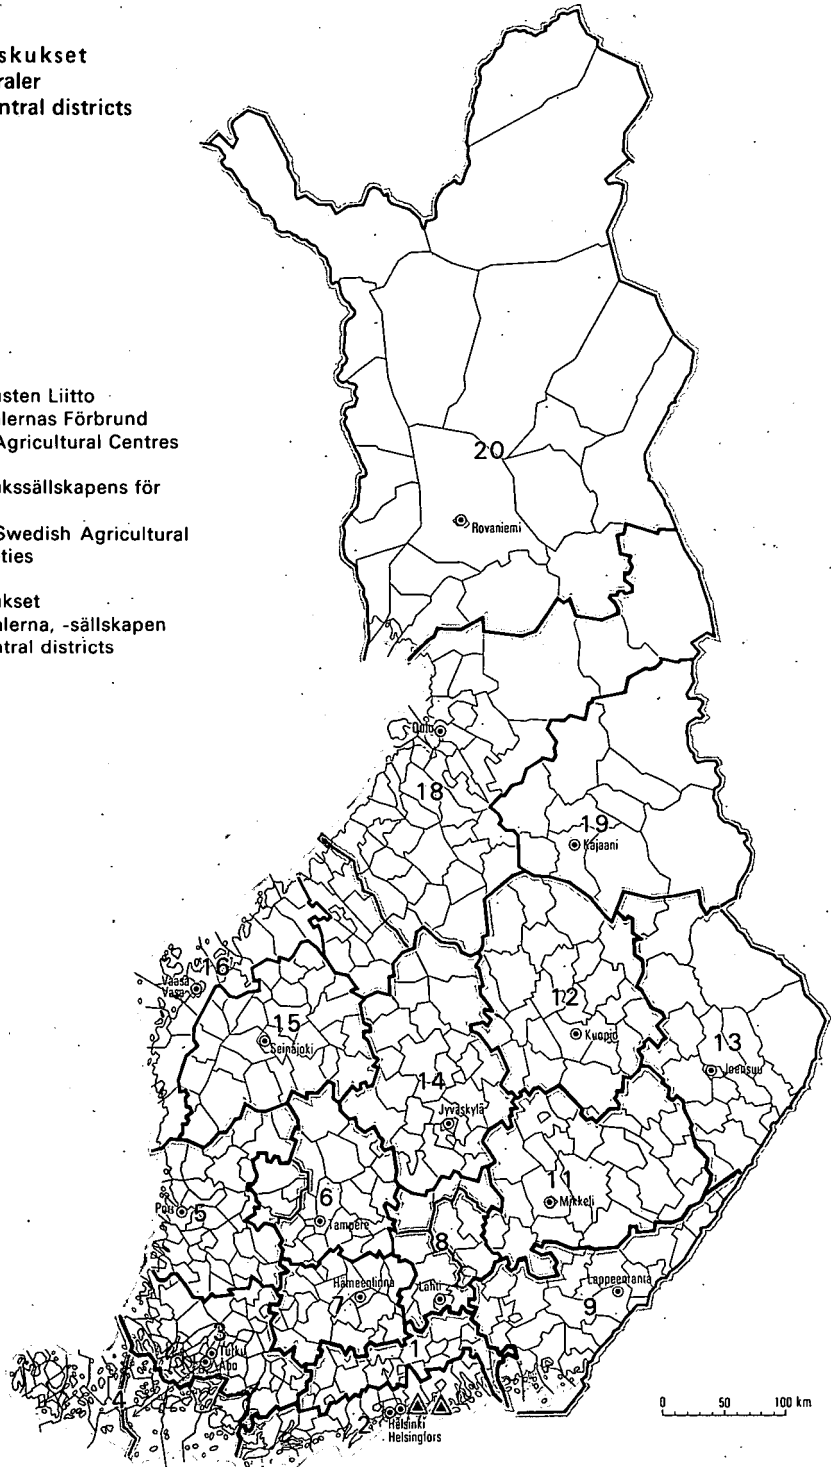 skukset
raler
ntral districts
usten Liitto
alernas Förbrund
Agricultural Centres
ukssällskapens för
Swedish Agricultural
ties
ukset
alerna, -sällskapen
ntral districts
20
Rovaniemi
Oulu
18
19
Kajaani
16
Vaasa
Vasa
15
Seinäjoki
12
Kuopio
13
Joensuu
14
Jyväskylä
11
Mikkeli
Pori
5
6
Tampere
8
Hämeenlinna
7
Lahti
Lappeenranta
9
3
Turku
Åbo
1
4
2
Helsinki
Helsingfors
0 50 100 km